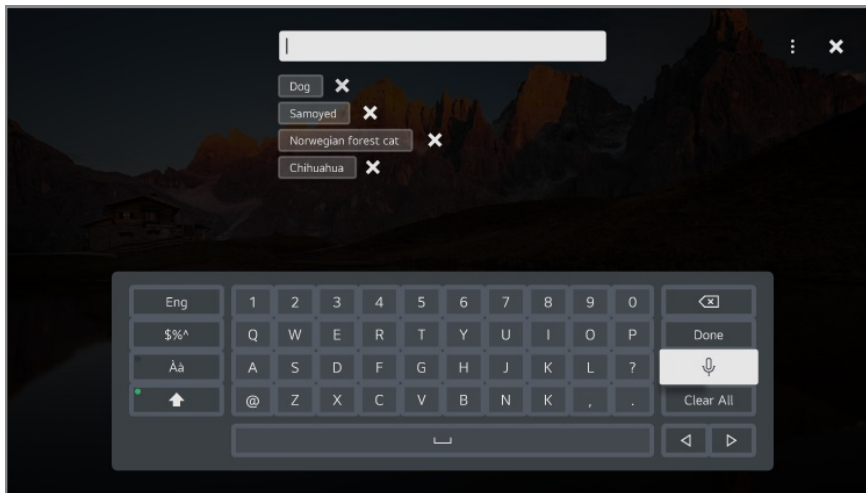 Dog
Samoyed
Norwegian forest cat
Chihuahua
Eng 1 2 3 4 5 6 7 8 9 0
$%^ Q W E R T Y U I O P Done
Àà A S D F G H J K L ?
@ Z X C V B N K , . Clear All